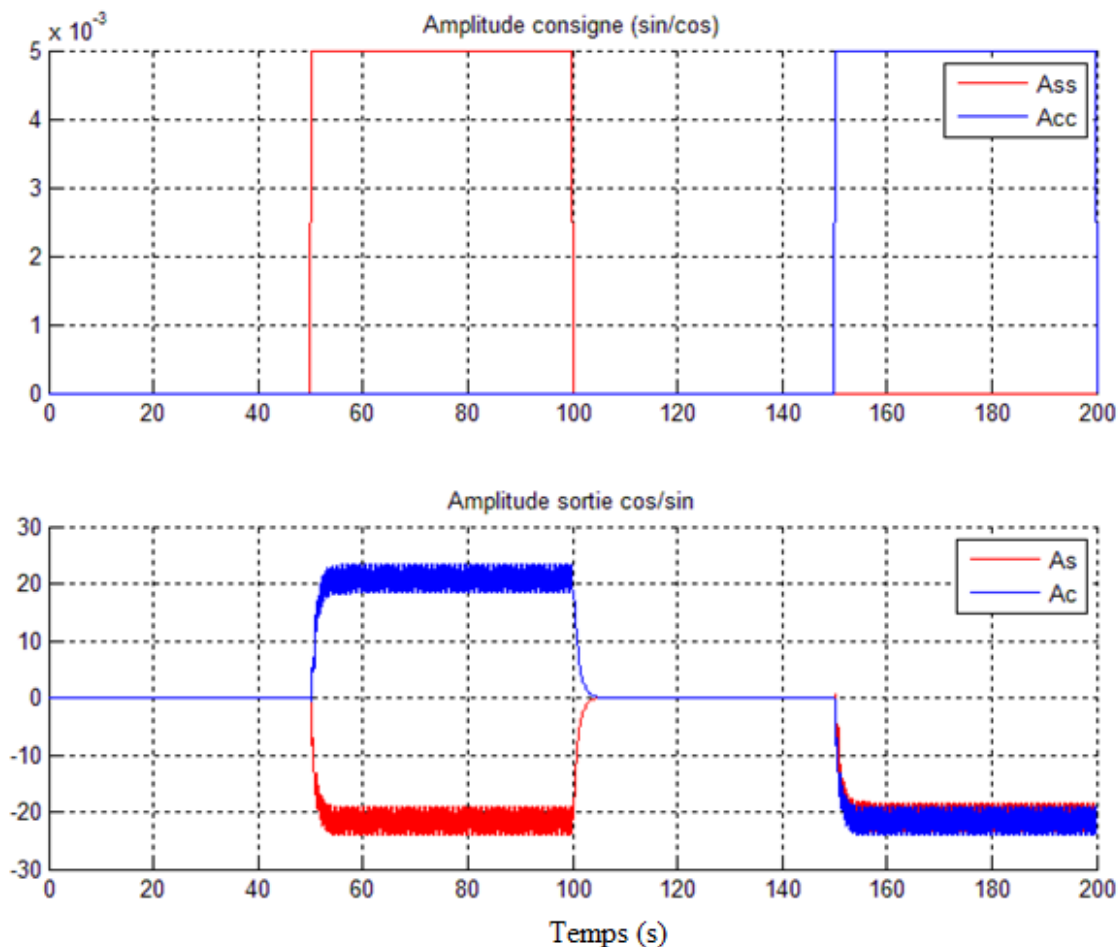 Amplitude consigne (sin/cos)
x 10⁻³
5
4
3
2
1
0
0 20 40 60 80 100 120 140 160 180 200
Ass
Acc
Amplitude sortie cos/sin
30
20
10
0
-10
-20
-30
0 20 40 60 80 100 120 140 160 180 200
As
Ac
Temps (s)